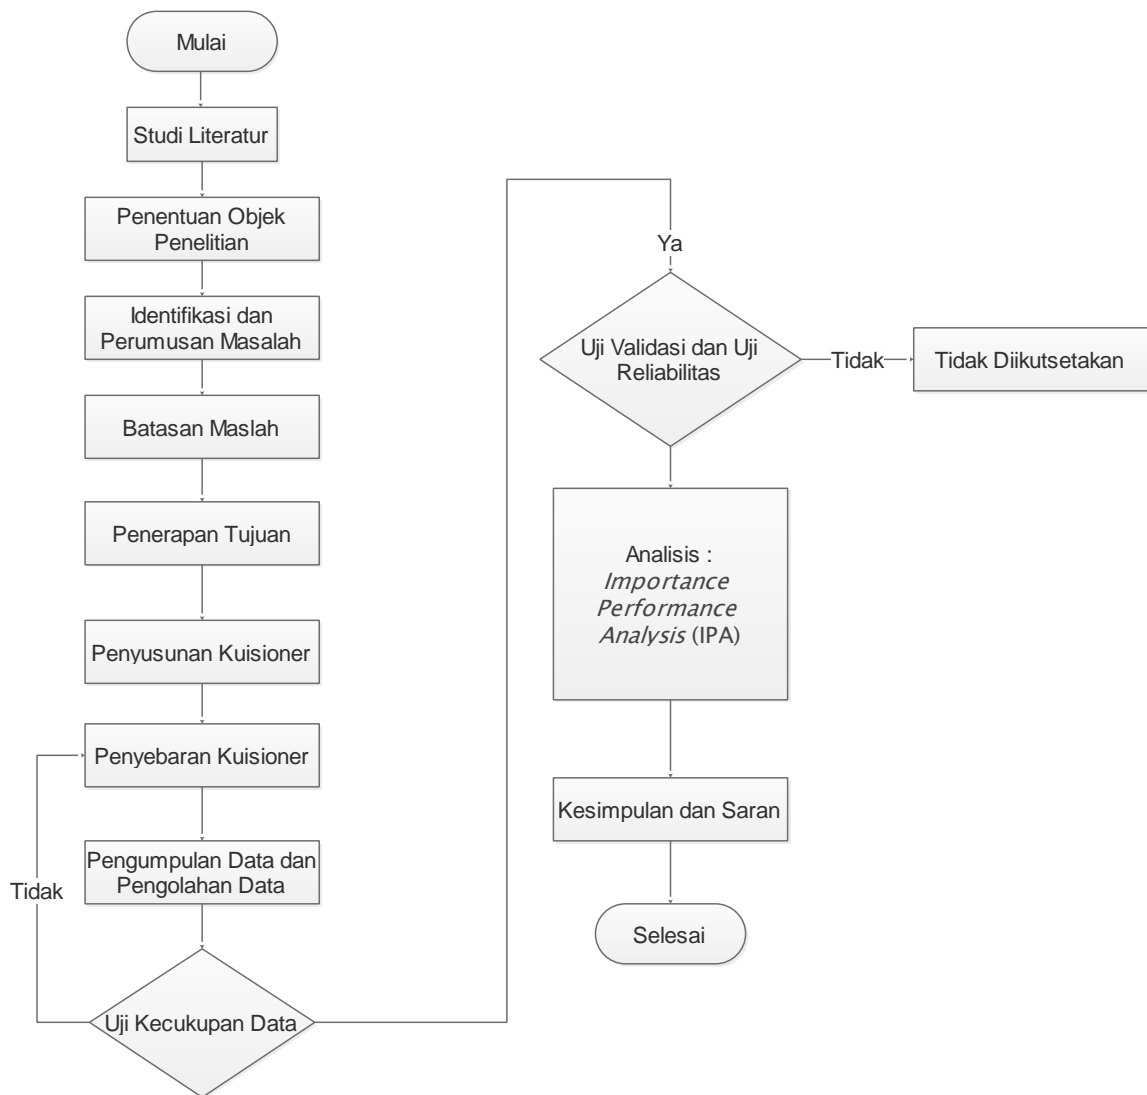 Mulai
Studi Literatur
Penentuan Objek
Penelitian
Identifikasi dan
Perumusan Masalah
Batasan Maslah
Penerapan Tujuan
Penyusunan Kuisioner
Penyebaran Kuisioner
Pengumpulan Data dan
Pengolahan Data
Tidak
Uji Kecukupan Data
Ya
Uji Validasi dan Uji
Reliabilitas
Tidak
Tidak Diikutsetakan
Analisis :
Importance
Performance
Analysis (IPA)
Kesimpulan dan Saran
Selesai